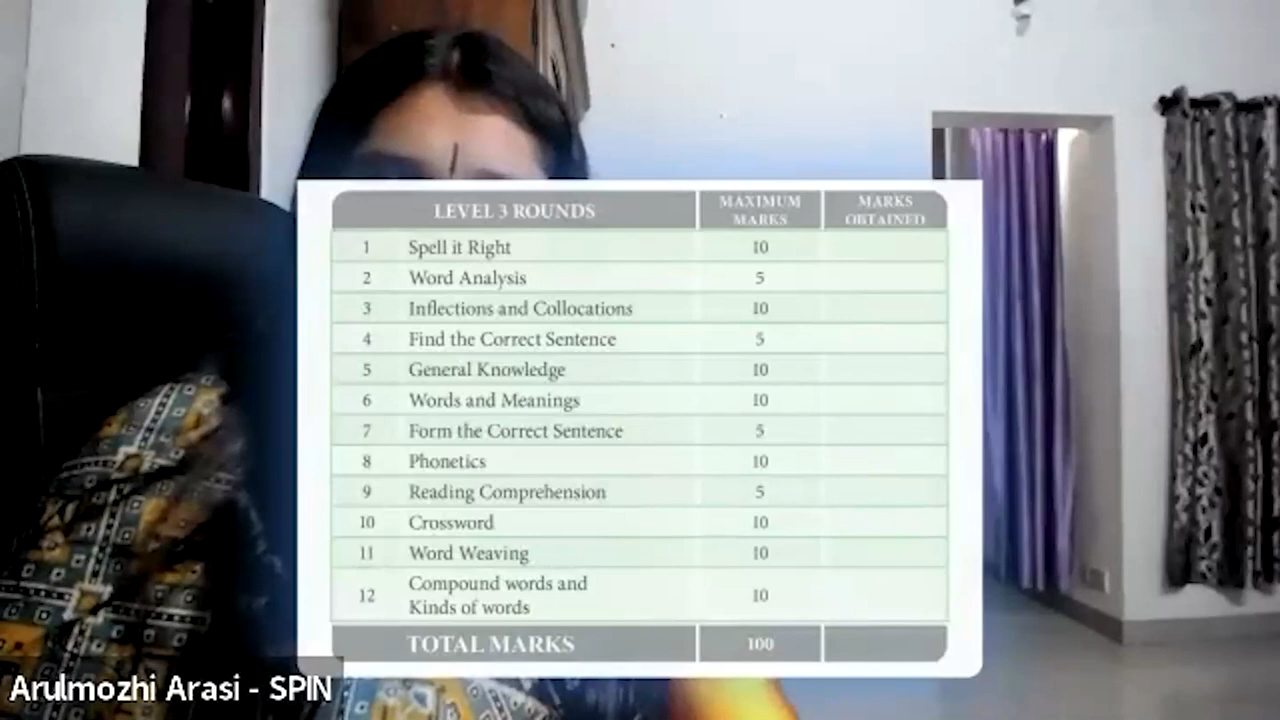 LEVEL 3 ROUNDS MAXIMUM MARKS MARKS OBTAINED
1 Spell it Right 10
2 Word Analysis 5
3 Inflections and Collocations 10
4 Find the Correct Sentence 5
5 General Knowledge 10
6 Words and Meanings 10
7 Form the Correct Sentence 5
8 Phonetics 10
9 Reading Comprehension 5
10 Crossword 10
11 Word Weaving 10
12 Compound words and
Kinds of words 10
TOTAL MARKS 100
Arulmozhi Arasi - SPIN